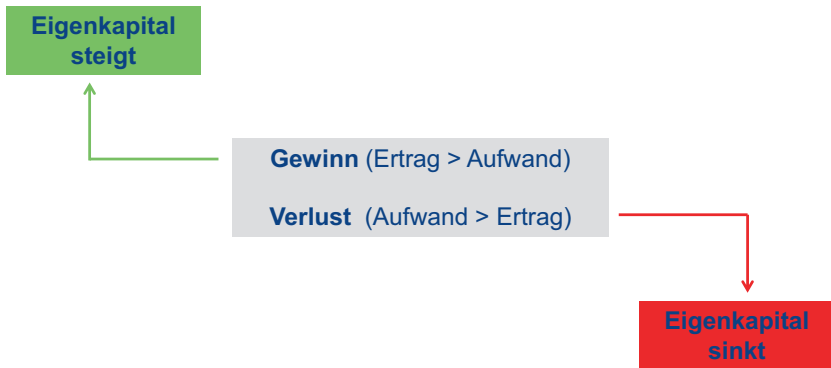 Eigenkapital
steigt
Gewinn (Ertrag > Aufwand)
Verlust (Aufwand > Ertrag)
Eigenkapital
sinkt